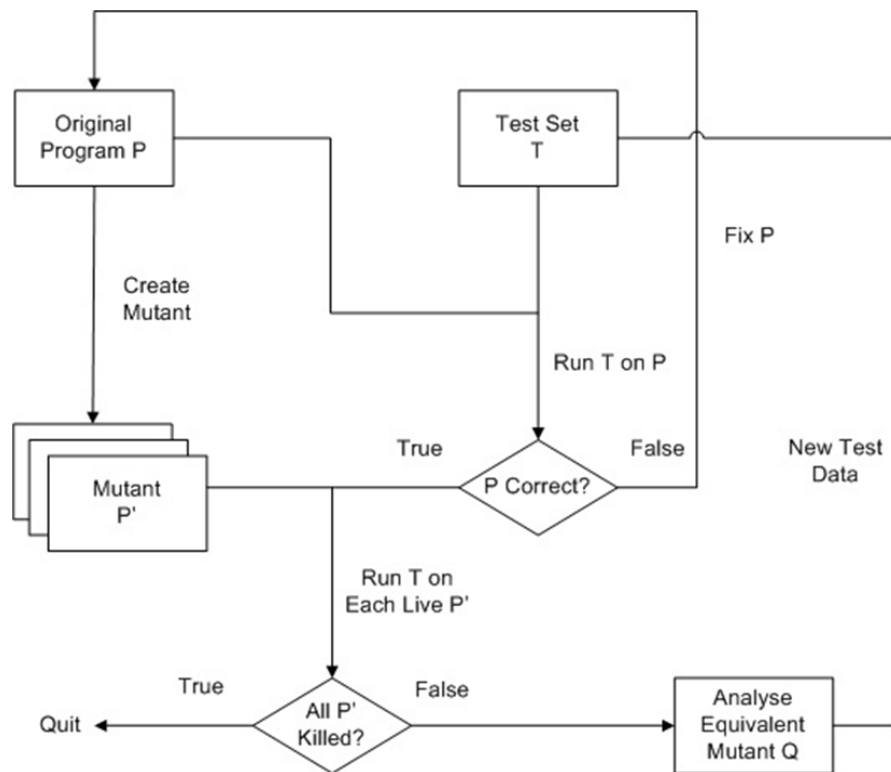 Original
Program P
Test Set
T
Fix P
Create
Mutant
Run T on P
True
False
New Test
Data
Mutant
P'
P Correct?
Run T on
Each Live P'
True
False
Quit
All P'
Killed?
Analyse
Equivalent
Mutant Q